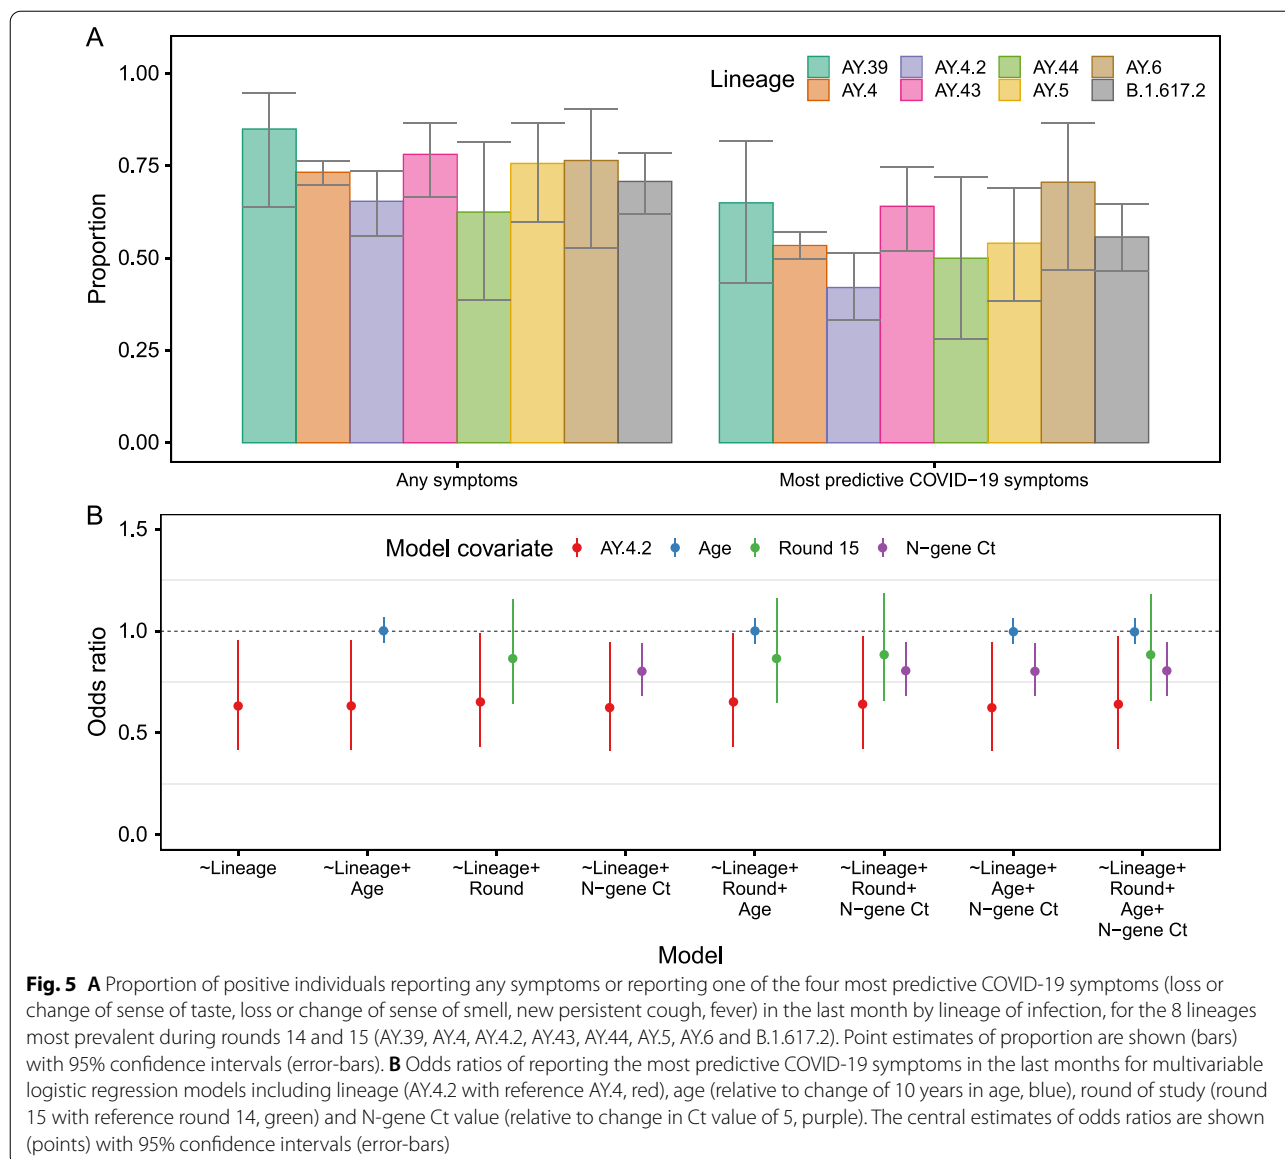 A
Lineage
AY.39 AY.4.2 AY.44 AY.6
AY.4 AY.43 AY.5 B.1.617.2
1.00
0.75
0.50
0.25
0.00
Proportion
Any symptoms Most predictive COVID−19 symptoms
B
Model covariate AY.4.2 Age Round 15 N−gene Ct
1.5
1.0
0.5
0.0
Odds ratio
~Lineage ~Lineage+ ~Lineage+ ~Lineage+ ~Lineage+ ~Lineage+ ~Lineage+ ~Lineage+
Age Round N−gene Ct Round+ Round+ Age+ Round+
Age N−gene Ct N−gene Ct Age+
N−gene Ct
Model
Fig. 5 A Proportion of positive individuals reporting any symptoms or reporting one of the four most predictive COVID-19 symptoms (loss or
change of sense of taste, loss or change of sense of smell, new persistent cough, fever) in the last month by lineage of infection, for the 8 lineages
most prevalent during rounds 14 and 15 (AY.39, AY.4, AY.4.2, AY.43, AY.44, AY.5, AY.6 and B.1.617.2). Point estimates of proportion are shown (bars)
with 95% confidence intervals (error-bars). B Odds ratios of reporting the most predictive COVID-19 symptoms in the last months for multivariable
logistic regression models including lineage (AY.4.2 with reference AY.4, red), age (relative to change of 10 years in age, blue), round of study (round
15 with reference round 14, green) and N-gene Ct value (relative to change in Ct value of 5, purple). The central estimates of odds ratios are shown
(points) with 95% confidence intervals (error-bars)